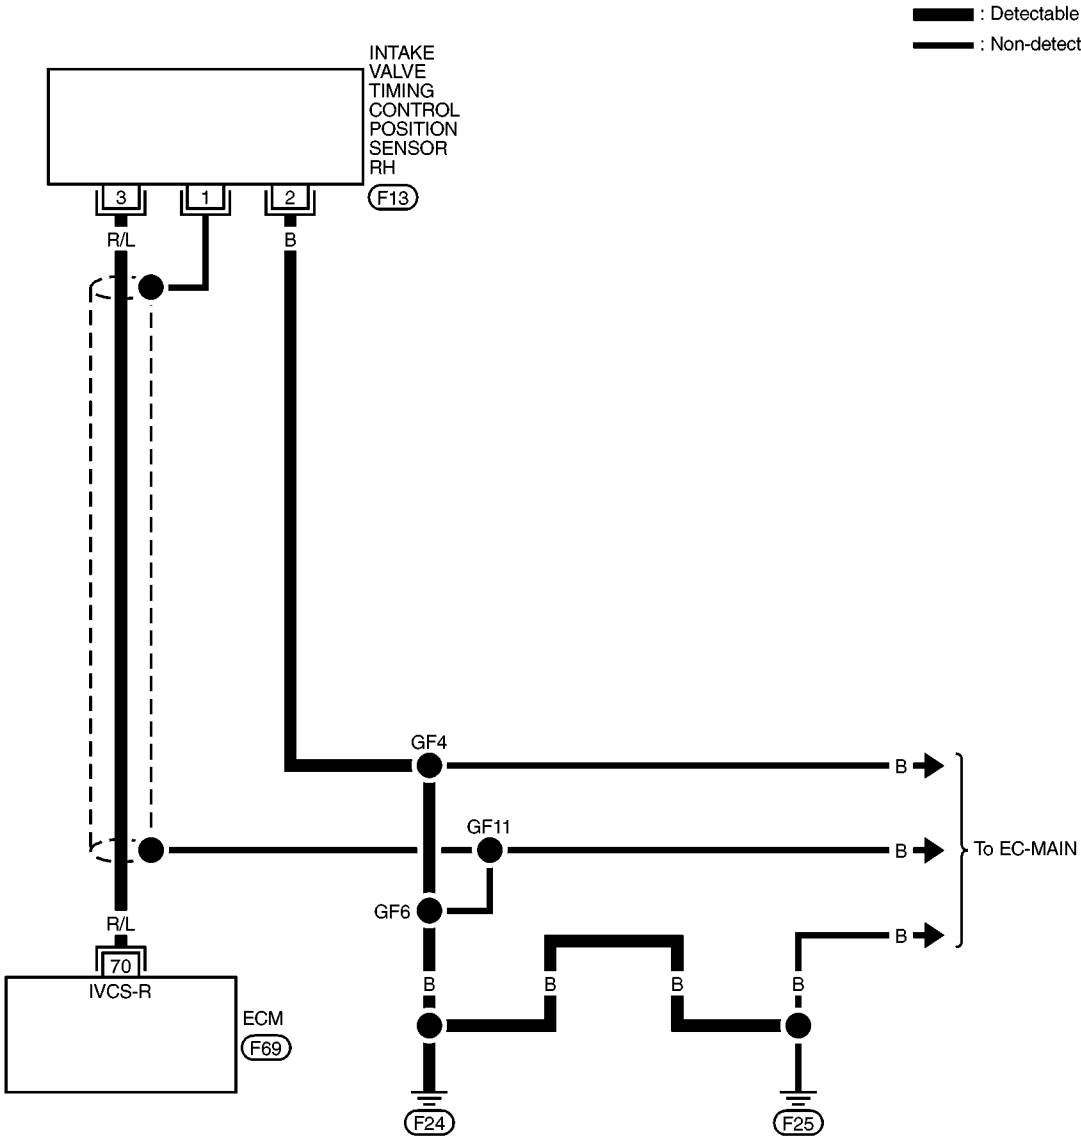 : Detectable
: Non-detect
INTAKE
VALVE
TIMING
CONTROL
POSITION
SENSOR
RH
F13
3
1
2
R/L
B
GF4
B
GF11
B
To EC-MAIN
GF6
B
R/L
70
IVCS-R
B
B
B
B
ECM
F69
F24
F25